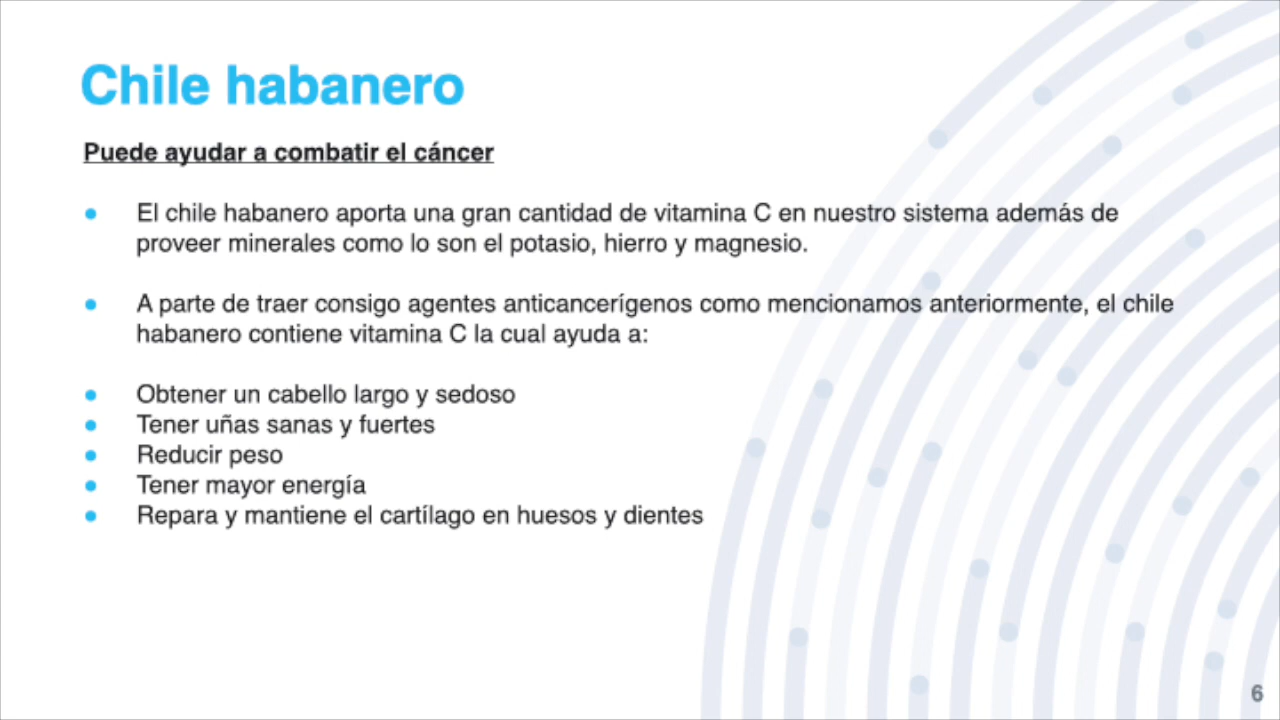 Chile habanero
Puede ayudar a combatir el cáncer
El chile habanero aporta una gran cantidad de vitamina C en nuestro sistema además de
proveer minerales como lo son el potasio, hierro y magnesio.
A parte de traer consigo agentes anticancerígenos como mencionamos anteriormente, el chile
habanero contiene vitamina C la cual ayuda a:
Obtener un cabello largo y sedoso
Tener uñas sanas y fuertes
Reducir peso
Tener mayor energía
Repara y mantiene el cartílago en huesos y dientes
6